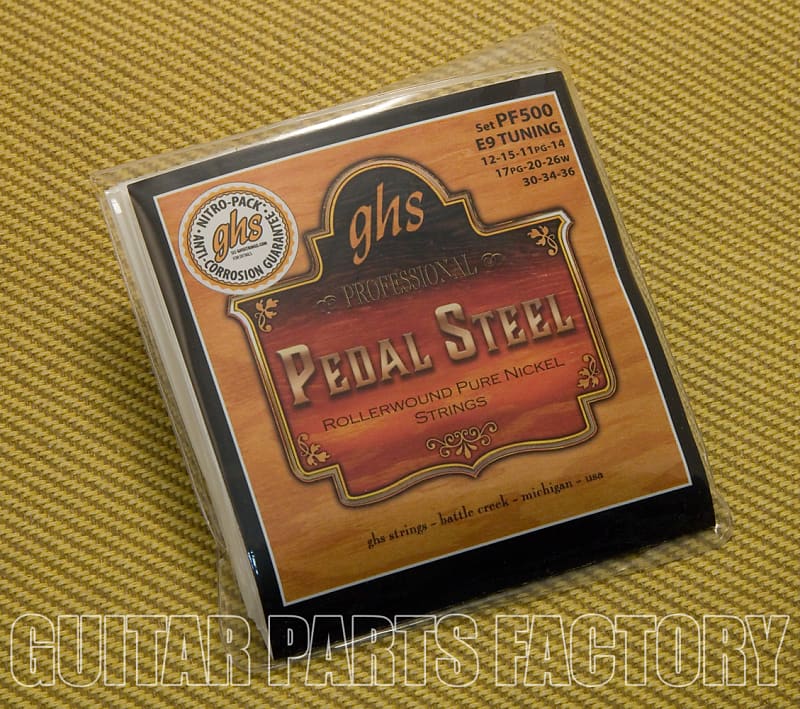 Set PF500
E9 TUNING
12-15-11PG-14
17PG-20-26W
30-34-36
NITRO-PACK
ghs
ANTI-CORROSION GUARANTEE
ghs
PROFESSIONAL
PEDAL STEEL
ROLLERWOUND PURE NICKEL
STRINGS
ghs strings - battle creek - michigan - usa
GUITAR PARTS FACTORY